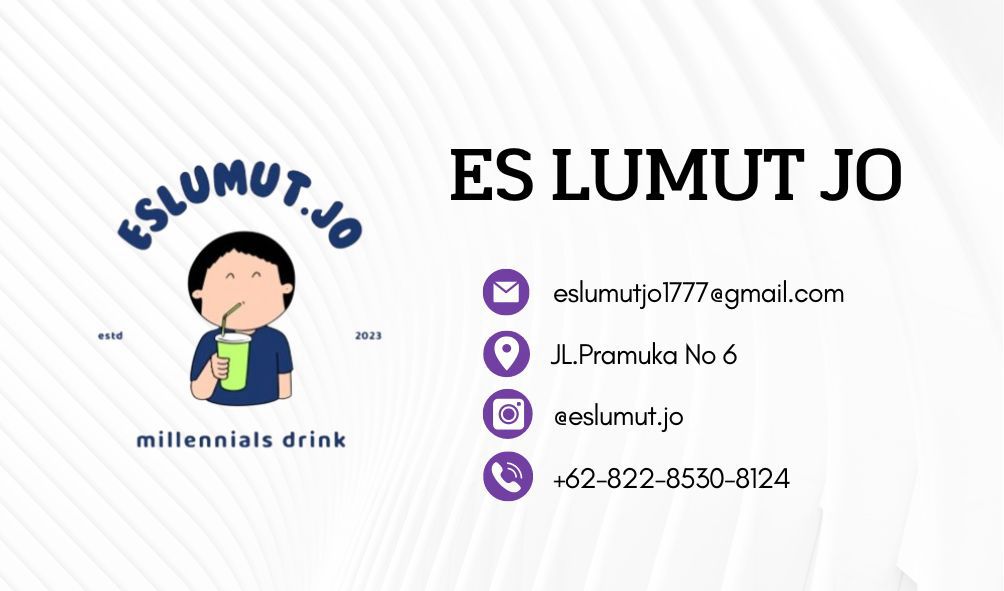 ESLUMUT.JO
estd 2023
millennials drink
ES LUMUT JO
eslumutjo1777@gmail.com
JL.Pramuka No 6
@eslumut.jo
+62-822-8530-8124